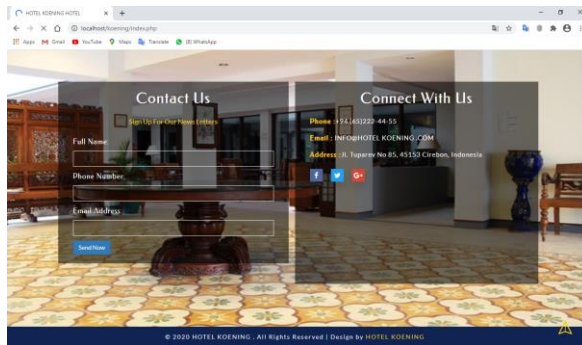 HOTEL KOENING HOTEL
localhost/koening/index.php
Apps Gmail YouTube Maps Translate (8) WhatsApp
Contact Us
Sign Up For Our News Letters
Full Name
Phone Number
Email Address
Send Now
Connect With Us
Phone :+94 (65)222-44-55
Email : INFO@HOTEL KOENING .COM
Address :Jl. Tuparev No 85, 45153 Cirebon, Indonesia
f
G+
© 2020 HOTEL KOENING . All Rights Reserved | Design by HOTEL KOENING